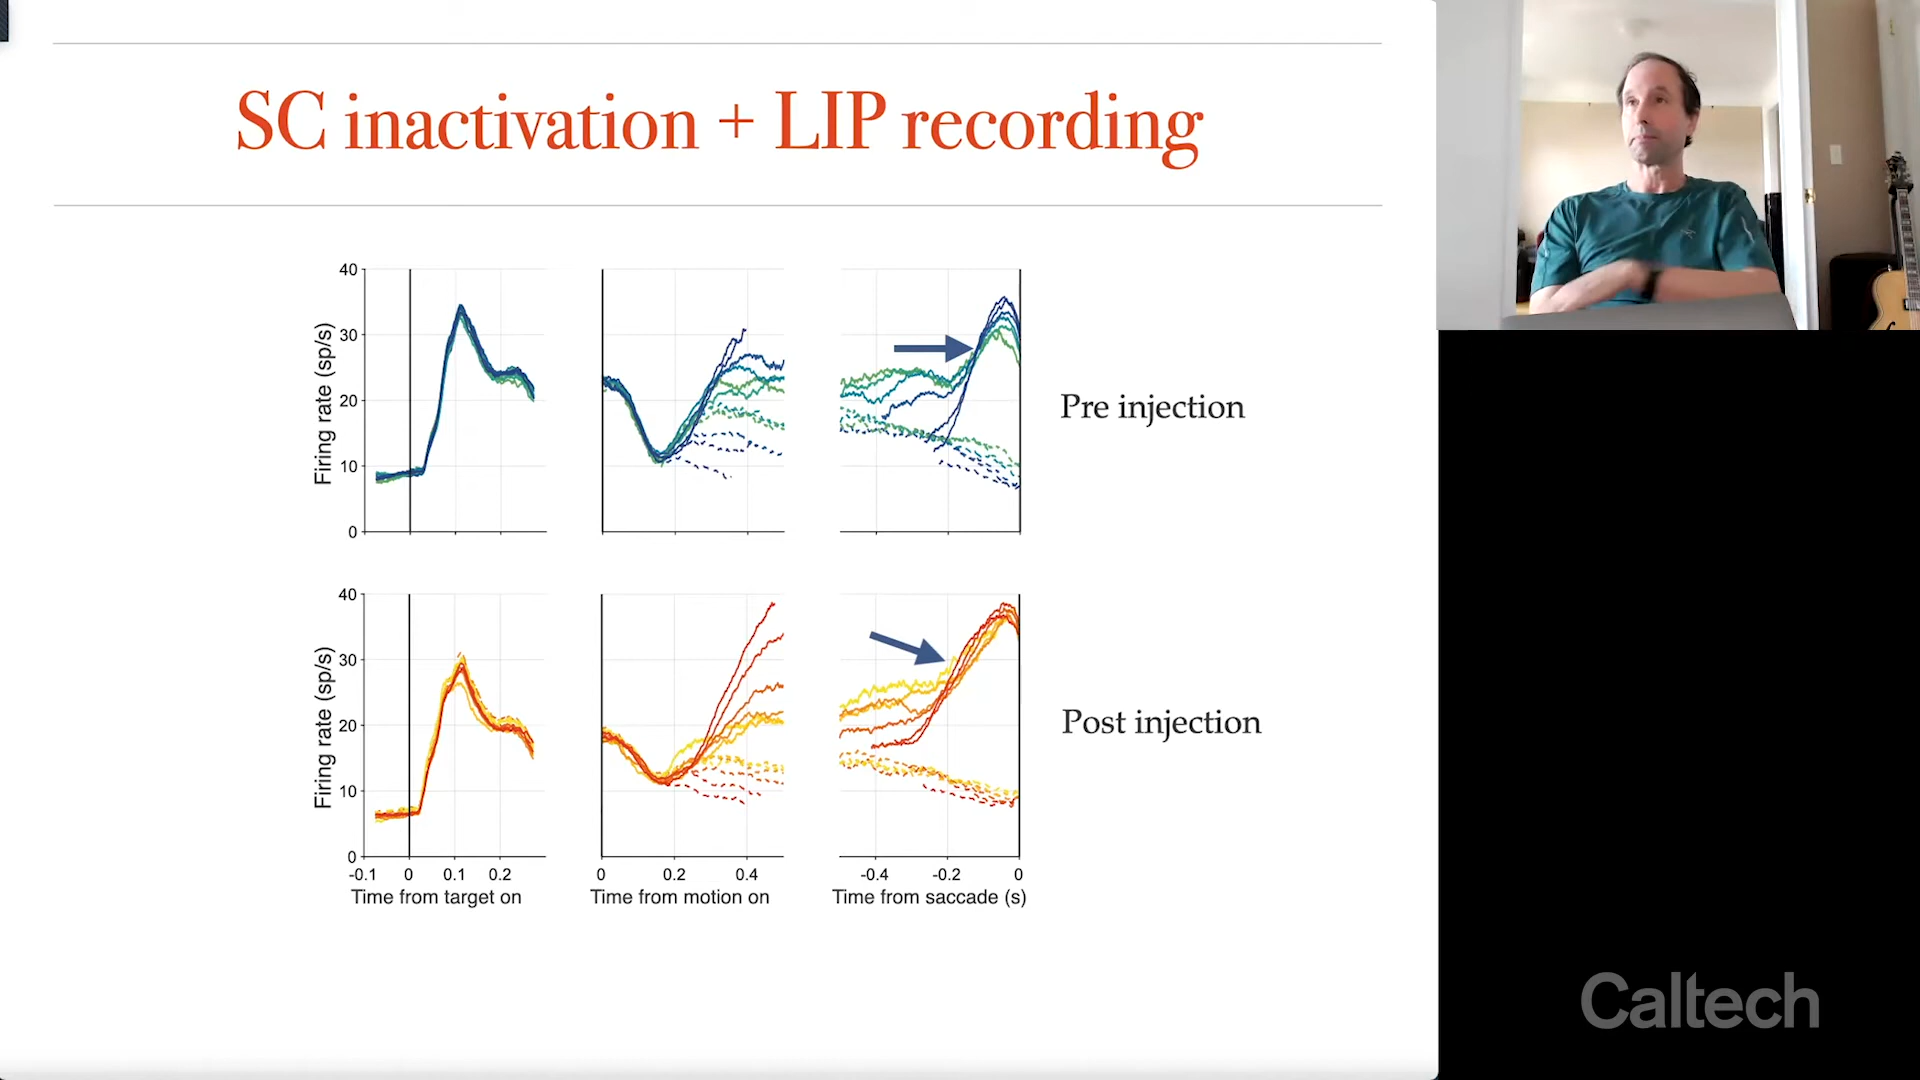 SC inactivation + LIP recording
40
30
20
10
0
Firing rate (sp/s)
Pre injection
40
30
20
10
0
Firing rate (sp/s)
Post injection
-0.1 0 0.1 0.2
Time from target on
0 0.2 0.4
Time from motion on
-0.4 -0.2 0
Time from saccade (s)
Caltech